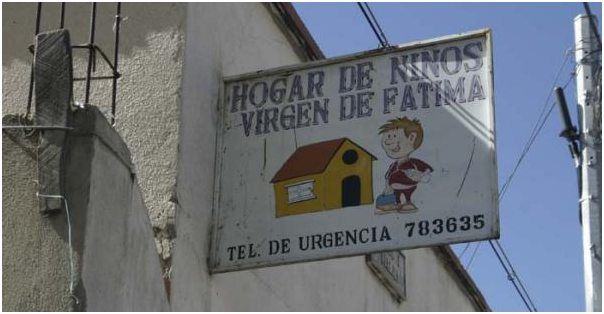 HOGAR DE NINOS
VIRGEN DE FATIMA
TEL. DE URGENCIA 783635